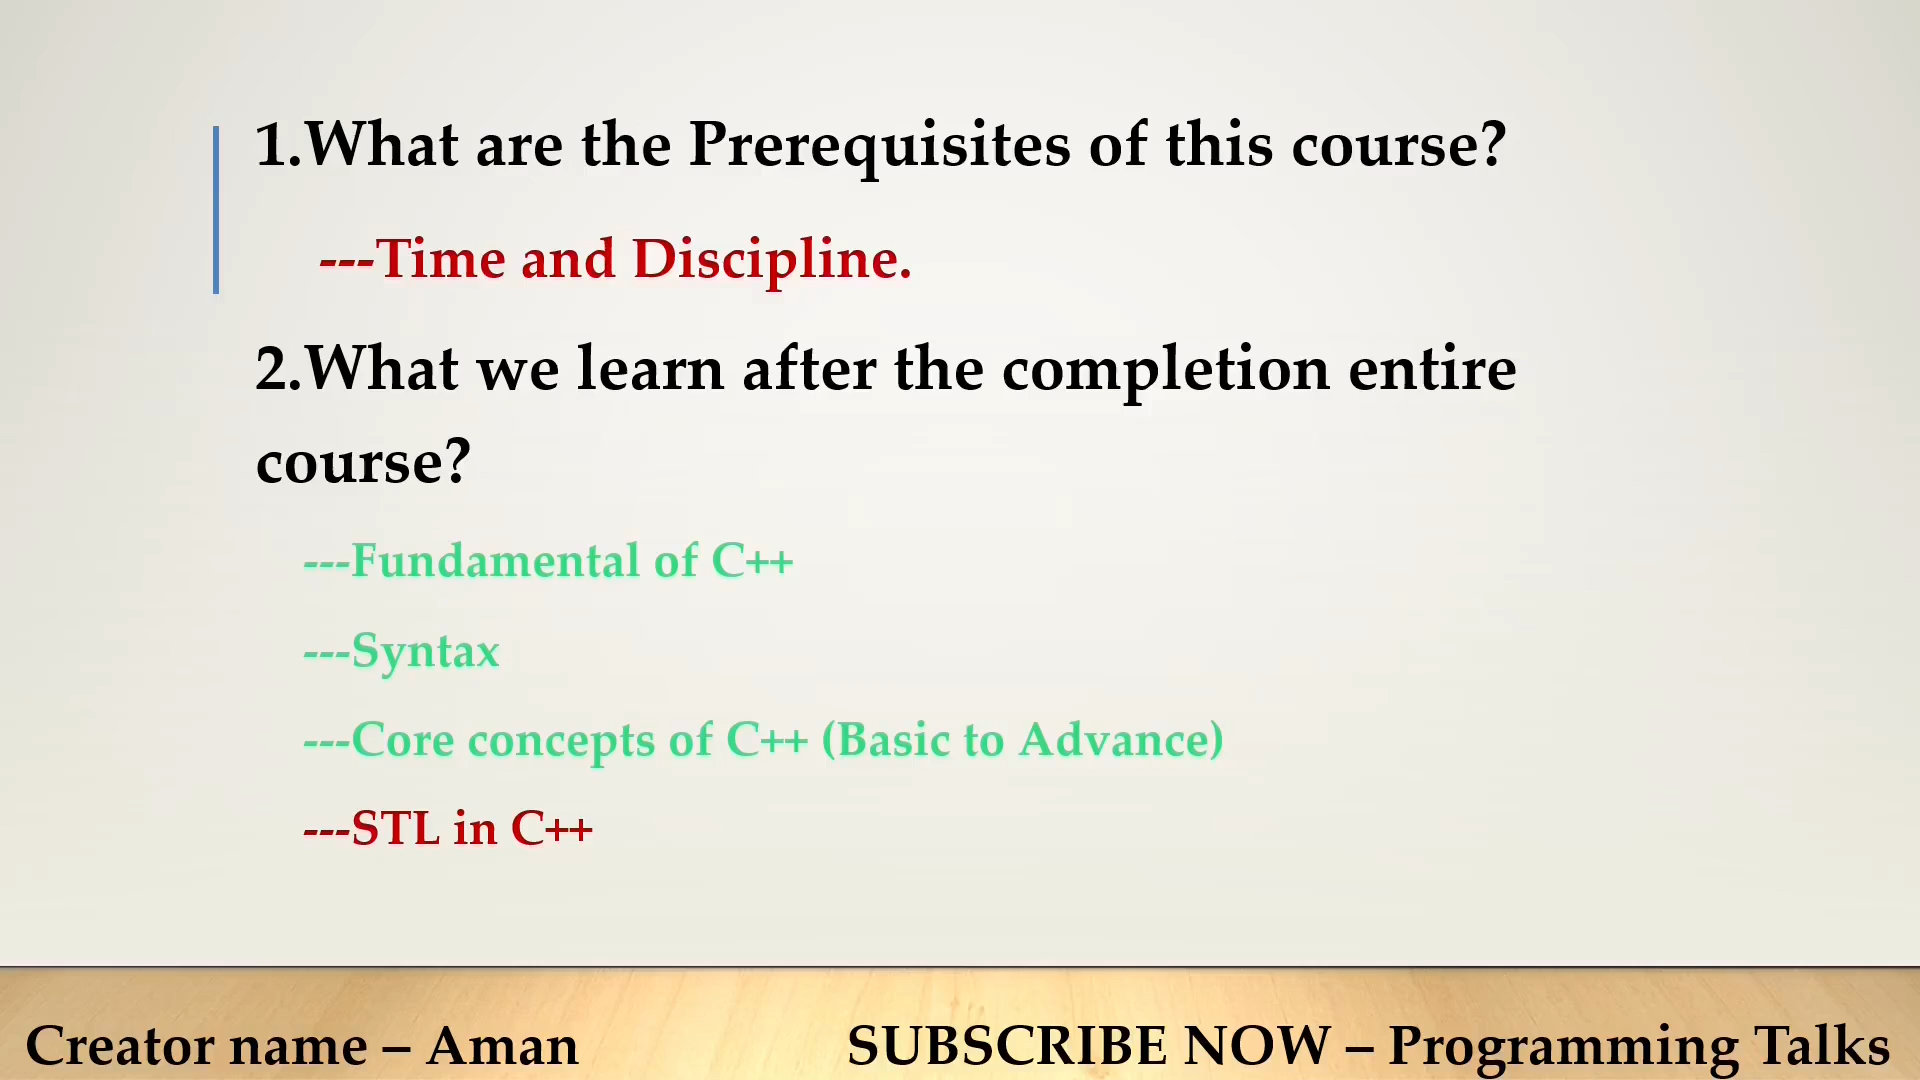 1.What are the Prerequisites of this course?
---Time and Discipline.
2.What we learn after the completion entire
course?
---Fundamental of C++
---Syntax
---Core concepts of C++ (Basic to Advance)
---STL in C++
Creator name – Aman
SUBSCRIBE NOW – Programming Talks